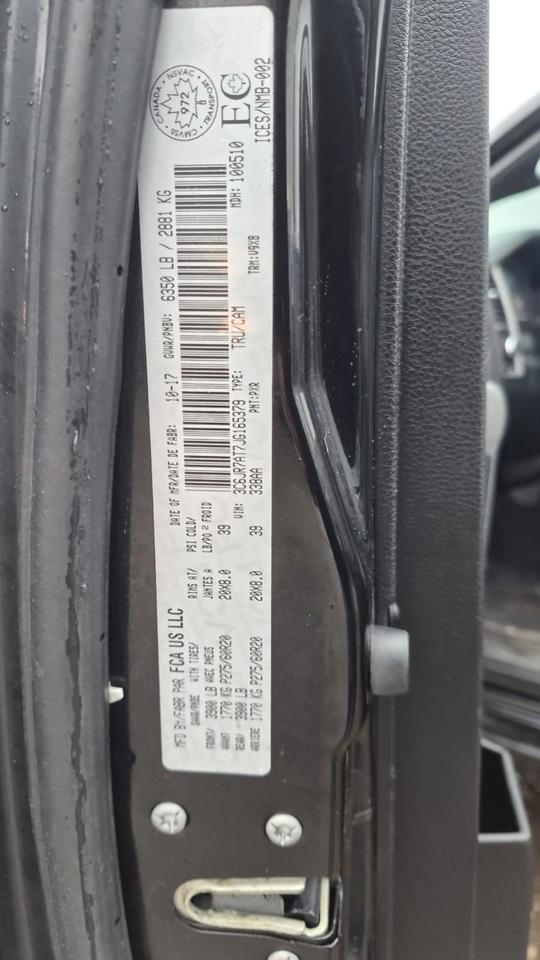 MFD BY/FABR PAR FCA US LLC
DATE OF MFR/DATE DE FABR: 10-17 GVWR/PNBV: 6350 LB / 2881 KG
GAWR/PNBE WITH TIRES/ RIMS AT/ PSI COLD/
FRONT/ 3900 LB AVEC PNEUS JANTES A LB/PO² FROID
AVANT 1770 KG P275/60R20 20X8.0 39
REAR/ 3900 LB
ARRIERE 1770 KG P275/60R20 20X8.0 39
VIN: 3C6JR7AT7JG165379 TYPE: TRU/CAM MDH: 100510
338AA PNT:PXR TRM:V9X8
CANADA • NSVAC • TRANSPORT • CMVSS
972
B
EC
ICES/NMB-002